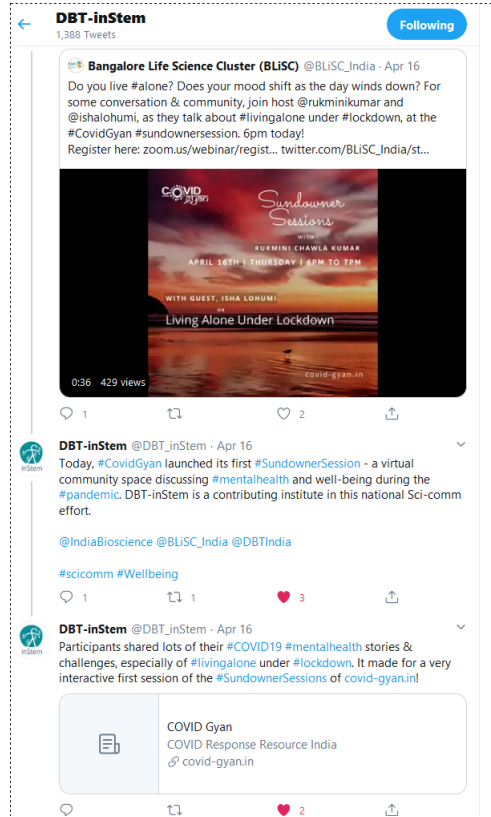 DBT-inStem
1,388 Tweets
Following
Bangalore Life Science Cluster (BLiSC) @BLiSC_India · Apr 16
Do you live #alone? Does your mood shift as the day winds down? For
some conversation & community, join host @rukminikumar and
@ishalohumi, as they talk about #livingalone under #lockdown, at the
#CovidGyan #sundownersession. 6pm today!
Register here: zoom.us/webinar/regist... twitter.com/BLiSC_India/st...
COVID
gyan
Sundowner
Sessions
WITH
RUKMINI CHAWLA KUMAR
APRIL 16TH | THURSDAY | 6PM TO 7PM
WITH GUEST, ISHA LOHUMI
ON
Living Alone Under Lockdown
covid-gyan.in
0:36 429 views
1 2
inStem
DBT-inStem @DBT_inStem · Apr 16
Today, #CovidGyan launched its first #SundownerSession - a virtual
community space discussing #mentalhealth and well-being during the
#pandemic. DBT-inStem is a contributing institute in this national Sci-comm
effort.
@IndiaBioscience @BLiSC_India @DBTIndia
#scicomm #Wellbeing
1 1 3
inStem
DBT-inStem @DBT_inStem · Apr 16
Participants shared lots of their #COVID19 #mentalhealth stories &
challenges, especially of #livingalone under #lockdown. It made for a very
interactive first session of the #SundownerSessions of covid-gyan.in!
COVID Gyan
COVID Response Resource India
covid-gyan.in
2